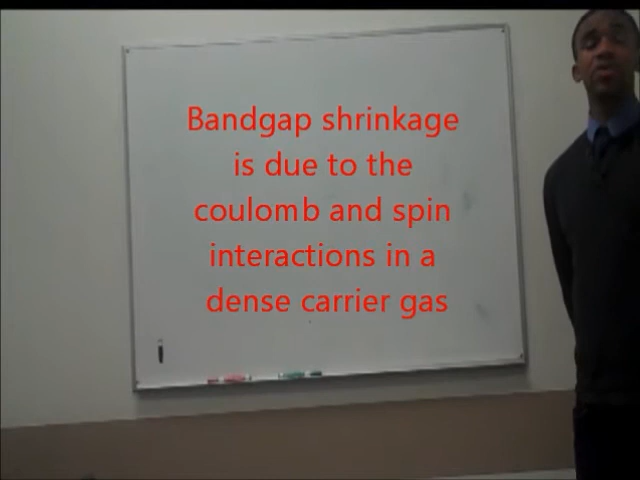 Bandgap shrinkage
is due to the
coulomb and spin
interactions in a
dense carrier gas